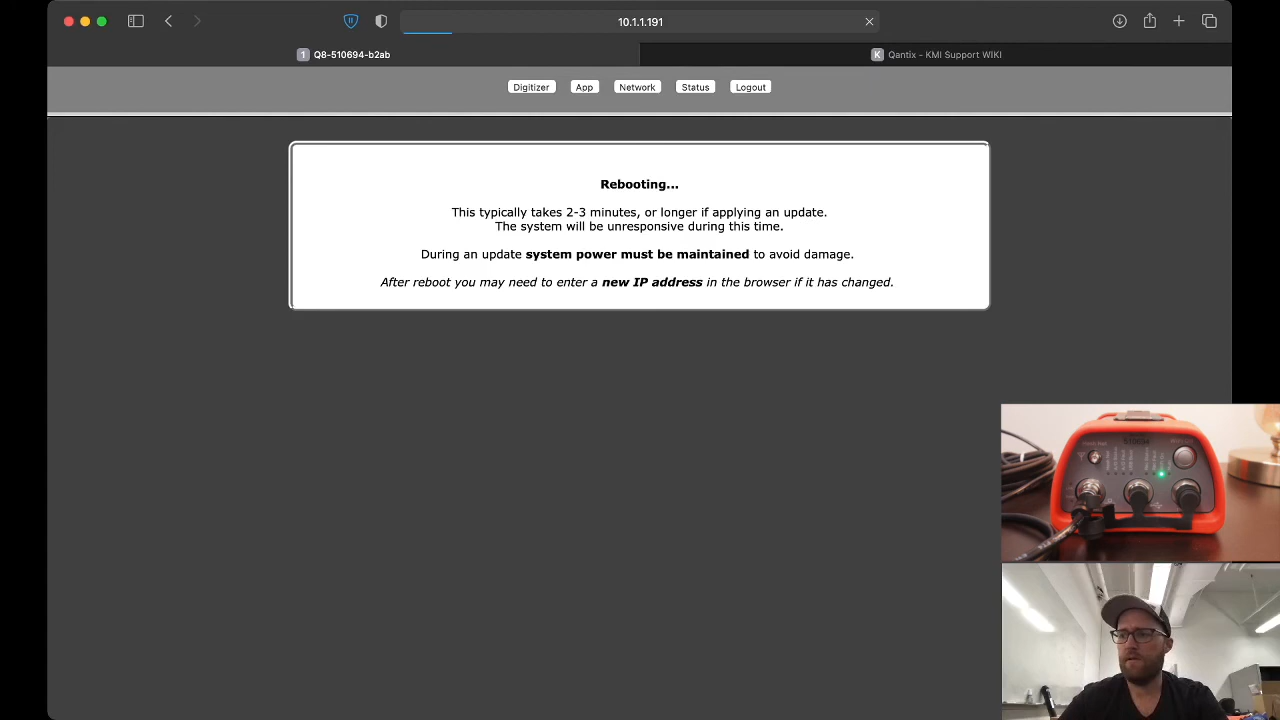 10.1.1.191
1 Q8-510694-b2ab
K Qantix - KMI Support WIKI
Digitizer App Network Status Logout
Rebooting...
This typically takes 2-3 minutes, or longer if applying an update.
The system will be unresponsive during this time.
During an update system power must be maintained to avoid damage.
After reboot you may need to enter a new IP address in the browser if it has changed.
510694